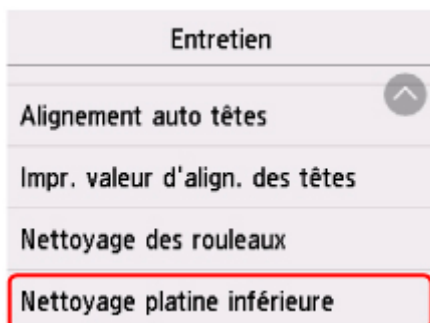 Entretien
Alignement auto têtes
Impr. valeur d'align. des têtes
Nettoyage des rouleaux
Nettoyage platine inférieure